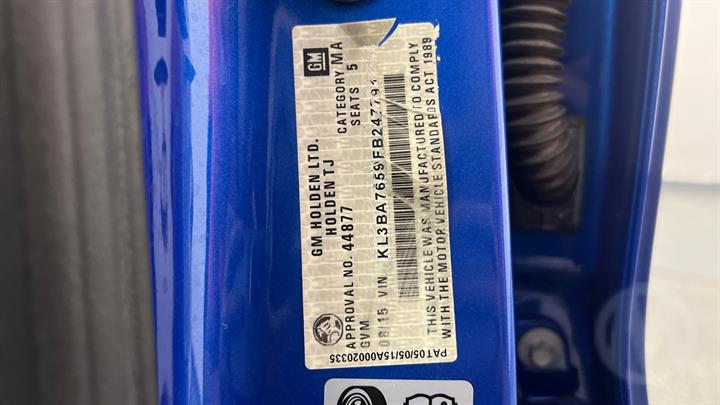 GM
GM HOLDEN LTD.
HOLDEN TJ
APPROVAL NO. 44877 CATEGORY MA
GVM SEATS 5
08/15 VIN KL3BA7659FB247791
THIS VEHICLE WAS MANUFACTURED TO COMPLY
WITH THE MOTOR VEHICLE STANDARDS ACT 1989
PAT05/05/15A000020335